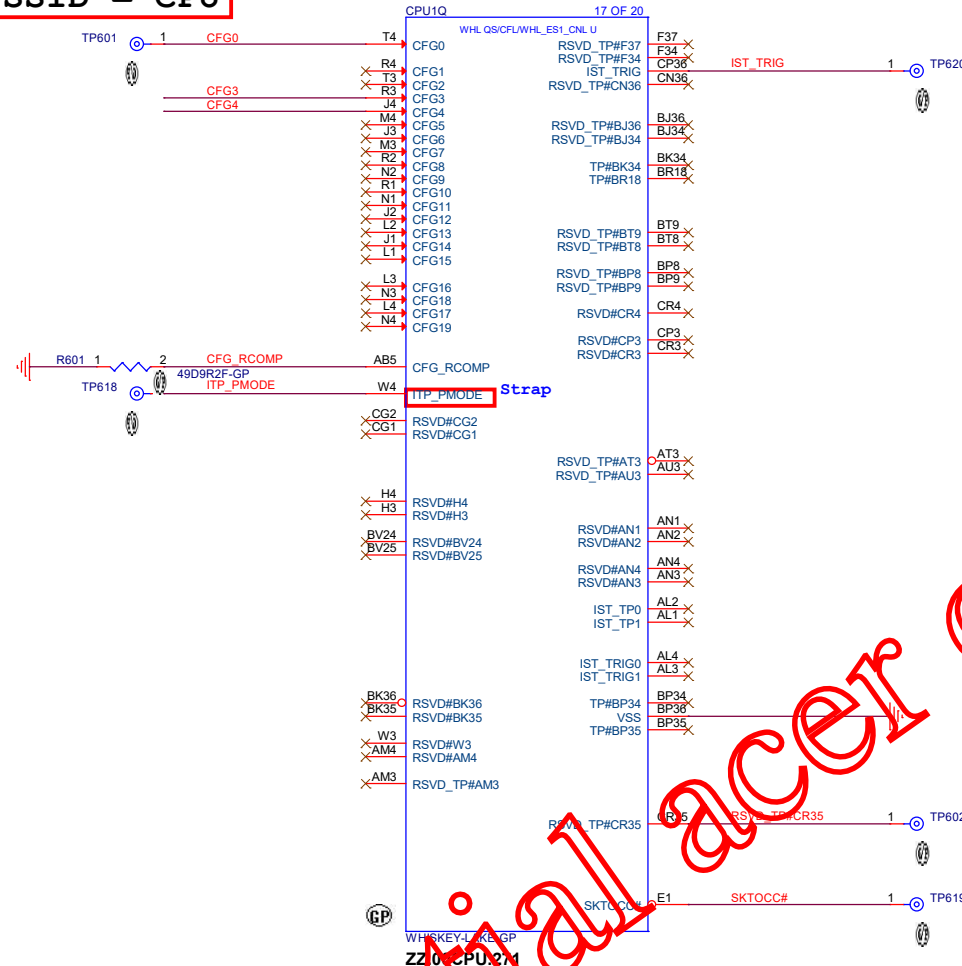 SSID = CPU
CPU1Q 17 OF 20
WHL QS/CFL/WHL_ES1_CNL U
TP601 1 CFG0 T4 CFG0
R4 CFG1
T3 CFG2
CFG3 R3 CFG3
CFG4 J4 CFG4
M4 CFG5
J3 CFG6
M3 CFG7
R2 CFG8
N2 CFG9
R1 CFG10
N1 CFG11
J2 CFG12
L2 CFG13
J1 CFG14
L1 CFG15
L3 CFG16
N3 CFG18
L4 CFG17
N4 CFG19
R601 1 2 CFG_RCOMP AB5 CFG_RCOMP
49D9R2F-GP
TP618 1 ITP_PMODE W4 ITP_PMODE Strap
CG2 RSVD#CG2
CG1 RSVD#CG1
H4 RSVD#H4
H3 RSVD#H3
BV24 RSVD#BV24
BV25 RSVD#BV25
BK36 RSVD#BK36
BK35 RSVD#BK35
W3 RSVD#W3
AM4 RSVD#AM4
AM3 RSVD_TP#AM3
RSVD_TP#F37 F37
RSVD_TP#F34 F34
IST_TRIG CP36 IST_TRIG 1 TP620
RSVD_TP#CN36 CN36
RSVD_TP#BJ36 BJ36
RSVD_TP#BJ34 BJ34
TP#BK34 BK34
TP#BR18 BR18
RSVD_TP#BT9 BT9
RSVD_TP#BT8 BT8
RSVD_TP#BP8 BP8
RSVD_TP#BP9 BP9
RSVD#CR4 CR4
RSVD#CP3 CP3
RSVD#CR3 CR3
RSVD_TP#AT3 AT3
RSVD_TP#AU3 AU3
RSVD#AN1 AN1
RSVD#AN2 AN2
RSVD#AN4 AN4
RSVD#AN3 AN3
IST_TP0 AL2
IST_TP1 AL1
IST_TRIG0 AL4
IST_TRIG1 AL3
TP#BP34 BP34
VSS BP36
TP#BP35 BP35
RSVD_TP#CR35 CR35 RSVD_TP#CR35 1 TP602
SKTOCC# E1 SKTOCC# 1 TP619
GP
WHISKEY-LAKE-GP
acer